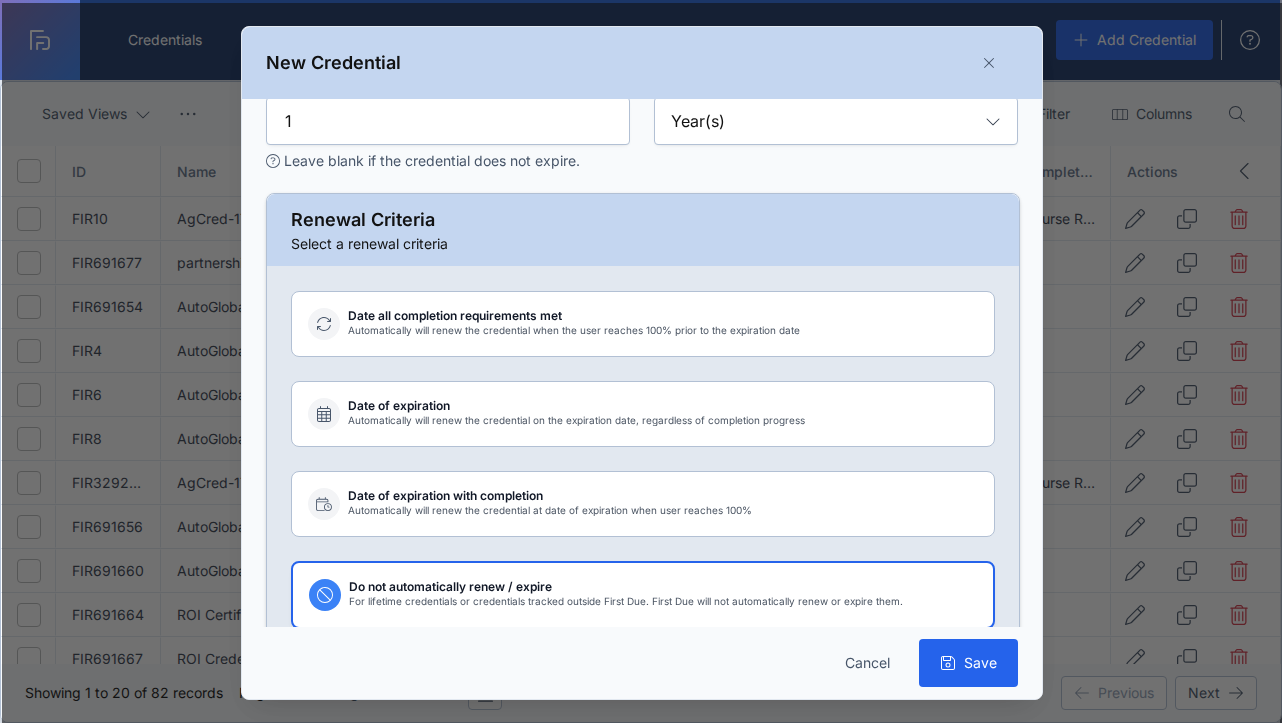 Credentials
New Credential
Add Credential
Saved Views
1
Year(s)
Filter
Columns
Leave blank if the credential does not expire.
ID
Name
Actions
Renewal Criteria
Select a renewal criteria
FIR10
AgCred-1
urse R...
FIR691677
partnersh
FIR691654
AutoGloba
FIR4
AutoGloba
FIR6
AutoGloba
FIR8
AutoGloba
FIR3292...
AgCred-1
urse R...
FIR691656
AutoGloba
FIR691660
AutoGloba
FIR691664
ROI Certif
FIR691667
ROI Crede
Date all completion requirements met
Automatically will renew the credential when the user reaches 100% prior to the expiration date
Date of expiration
Automatically will renew the credential on the expiration date, regardless of completion progress
Date of expiration with completion
Automatically will renew the credential at date of expiration when user reaches 100%
Do not automatically renew / expire
For lifetime credentials or credentials tracked outside First Due. First Due will not automatically renew or expire them.
Cancel
Save
Showing 1 to 20 of 82 records
Previous
Next